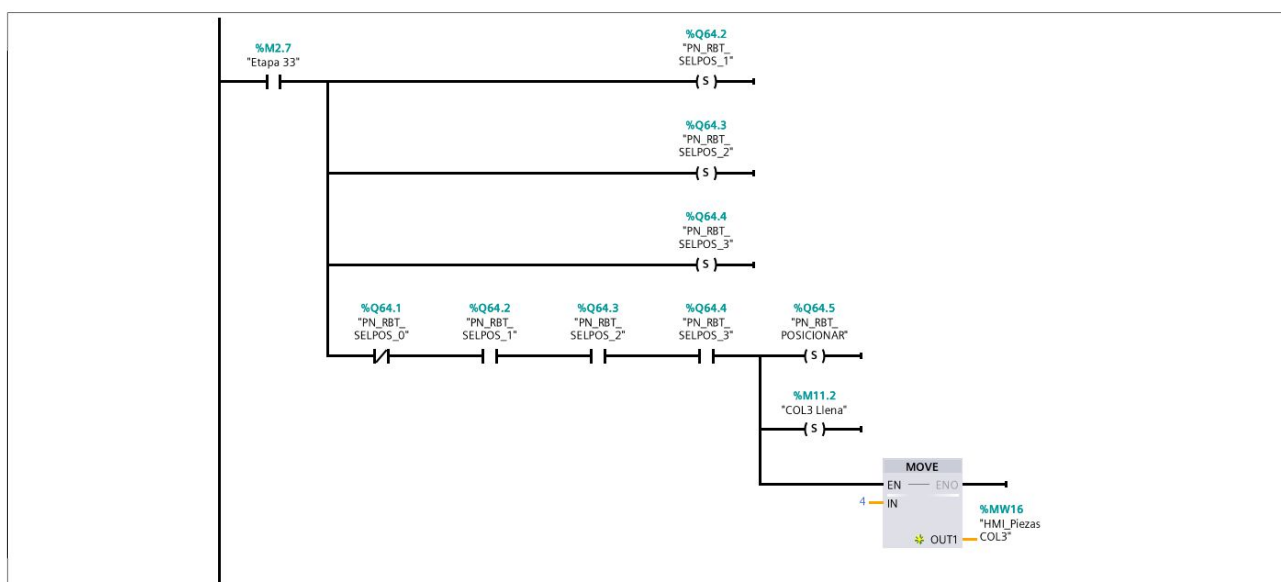 %M2.7
"Etapa 33"
%Q64.2
"PN_RBT_
SELPOS_1"
S
%Q64.3
"PN_RBT_
SELPOS_2"
S
%Q64.4
"PN_RBT_
SELPOS_3"
S
%Q64.1
"PN_RBT_
SELPOS_0"
%Q64.2
"PN_RBT_
SELPOS_1"
%Q64.3
"PN_RBT_
SELPOS_2"
%Q64.4
"PN_RBT_
SELPOS_3"
%Q64.5
"PN_RBT_
POSICIONAR"
S
%M11.2
"COL3 Llena"
S
MOVE
EN ENO
4 IN
%MW16
"HMI_Piezas
COL3"
OUT1